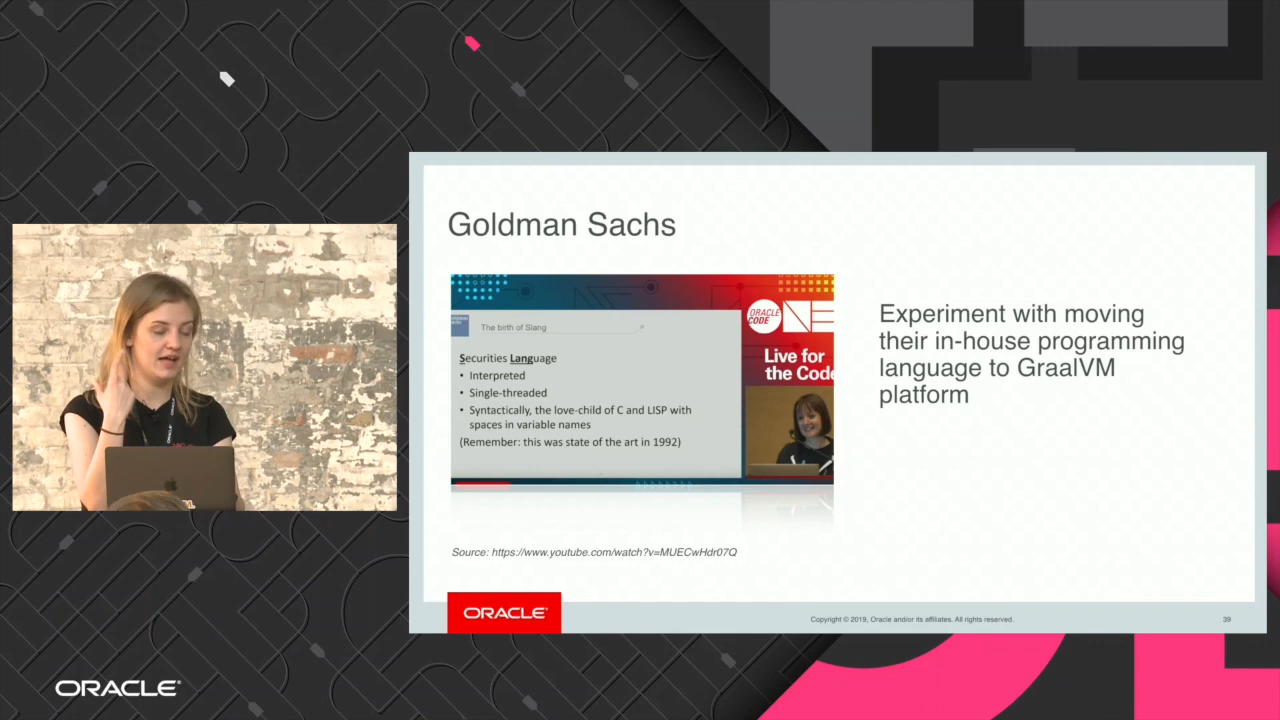 Goldman Sachs
The birth of Slang
Securities Language
• Interpreted
• Single-threaded
• Syntactically, the love-child of C and LISP with
spaces in variable names
(Remember: this was state of the art in 1992)
ORACLE
CODE
Live for
the Code
Experiment with moving
their in-house programming
language to GraalVM
platform
Source: https://www.youtube.com/watch?v=MUECwHdr07Q
ORACLE®
Copyright © 2019, Oracle and/or its affiliates. All rights reserved.
39
ORACLE®